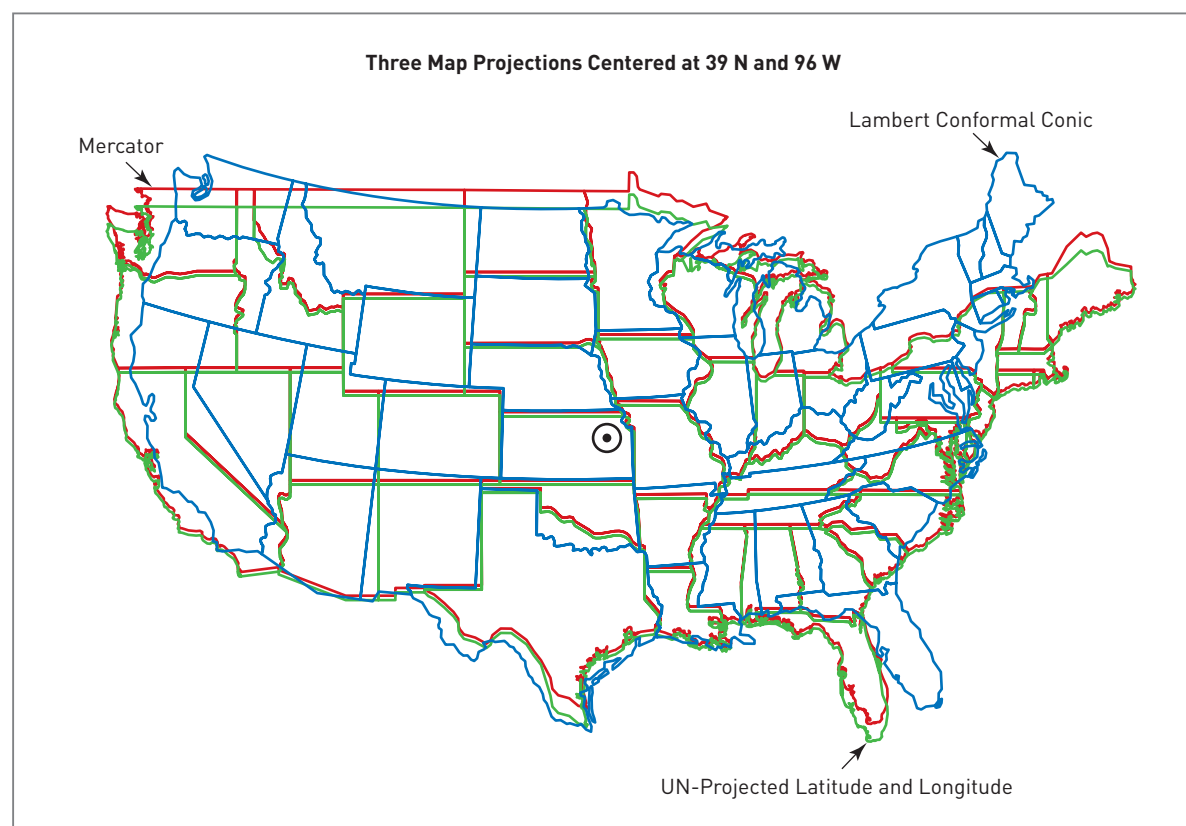 Three Map Projections Centered at 39 N and 96 W
Lambert Conformal Conic
Mercator
UN-Projected Latitude and Longitude